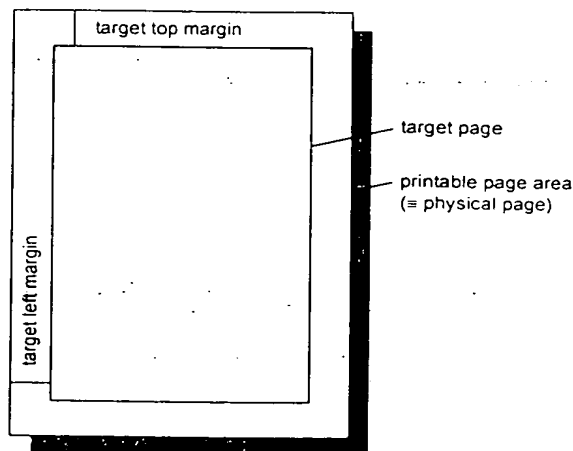 target top margin
target page
printable page area
(≡ physical page)
target left margin